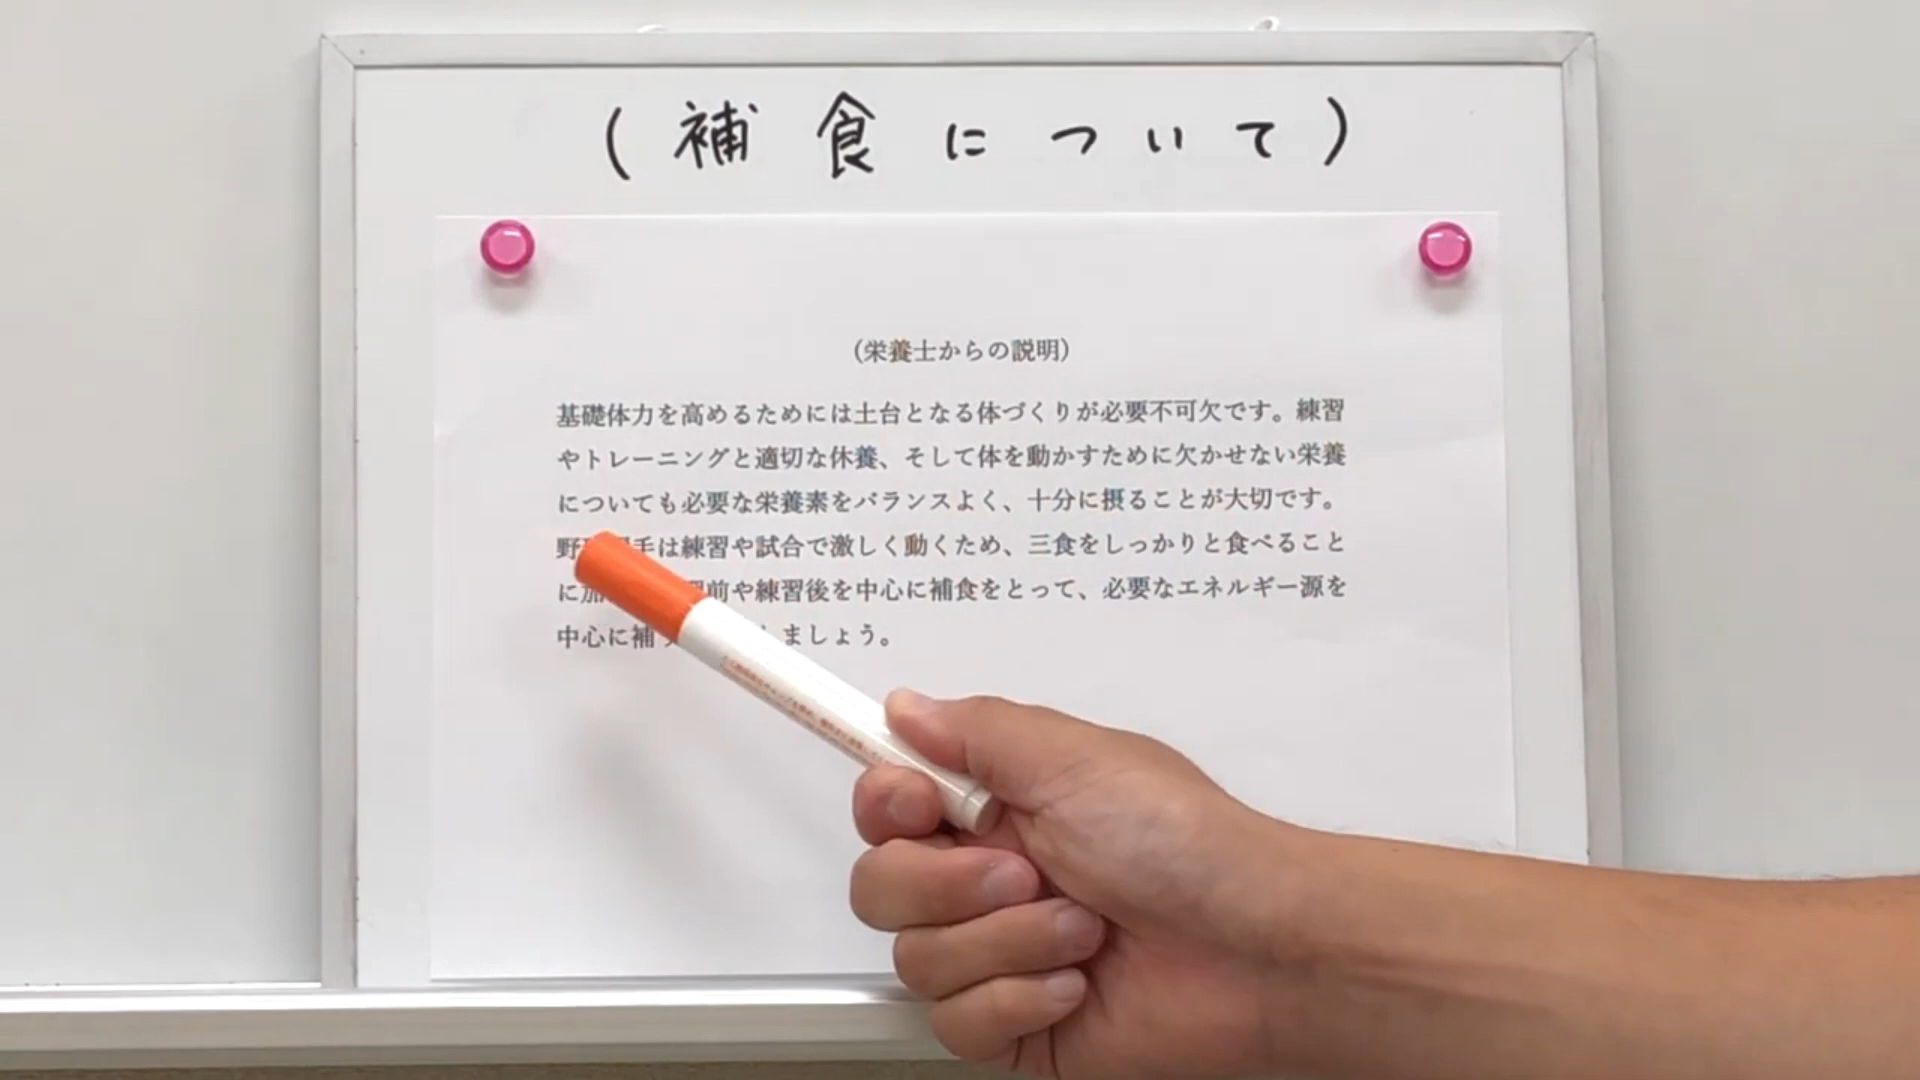 (補食について)
(栄養士からの説明)
基礎体力を高めるためには土台となる体づくりが必要不可欠です。練習
やトレーニングと適切な休養、そして体を動かすために欠かせない栄養
についても必要な栄養素をバランスよく、十分に摂ることが大切です。
野 手は練習や試合で激しく動くため、三食をしっかりと食べること
に 前や練習後を中心に補食をとって、必要なエネルギー源を
中心に補 ましょう。